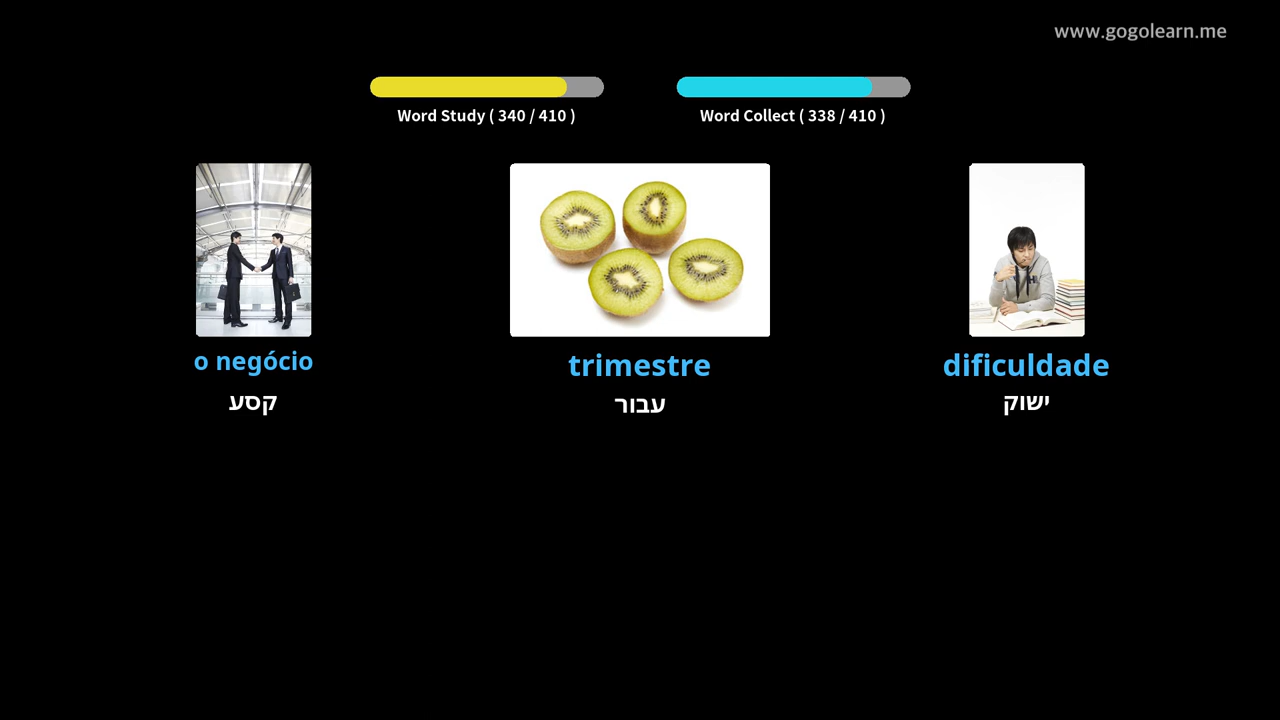 www.gogolearn.me
Word Study ( 340 / 410 )
Word Collect ( 338 / 410 )
o negócio
trimestre
dificuldade
קסע
עבור
ישוק